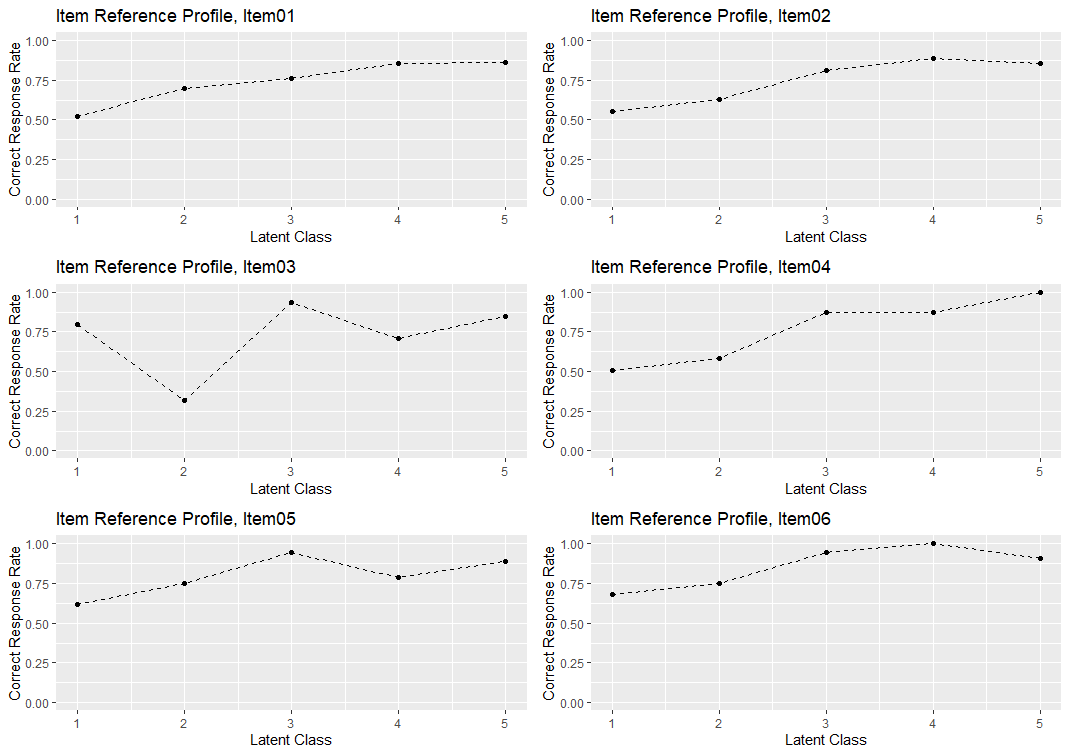 Item Reference Profile, Item01
Correct Response Rate
1.00
0.75
0.50
0.25
0.00
1 2 3 4 5
Latent Class
Item Reference Profile, Item02
Correct Response Rate
1.00
0.75
0.50
0.25
0.00
1 2 3 4 5
Latent Class
Item Reference Profile, Item03
Correct Response Rate
1.00
0.75
0.50
0.25
0.00
1 2 3 4 5
Latent Class
Item Reference Profile, Item04
Correct Response Rate
1.00
0.75
0.50
0.25
0.00
1 2 3 4 5
Latent Class
Item Reference Profile, Item05
Correct Response Rate
1.00
0.75
0.50
0.25
0.00
1 2 3 4 5
Latent Class
Item Reference Profile, Item06
Correct Response Rate
1.00
0.75
0.50
0.25
0.00
1 2 3 4 5
Latent Class